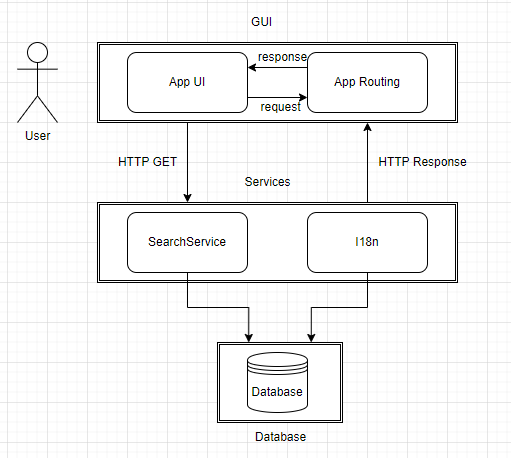 GUI
response
App UI
App Routing
request
User
HTTP GET
HTTP Response
Services
SearchService
I18n
Database
Database